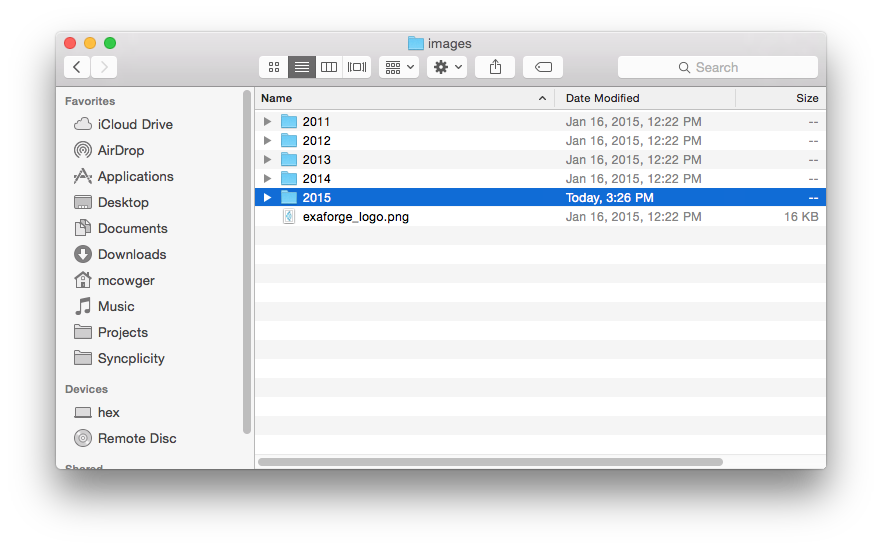 images
Search
Favorites
iCloud Drive
AirDrop
Applications
Desktop
Documents
Downloads
mcowger
Music
Projects
Syncplicity
Devices
hex
Remote Disc
Shared
Name Date Modified Size
2011 Jan 16, 2015, 12:22 PM --
2012 Jan 16, 2015, 12:22 PM --
2013 Jan 16, 2015, 12:22 PM --
2014 Jan 16, 2015, 12:22 PM --
2015 Today, 3:26 PM --
exaforge_logo.png Jan 16, 2015, 12:22 PM 16 KB